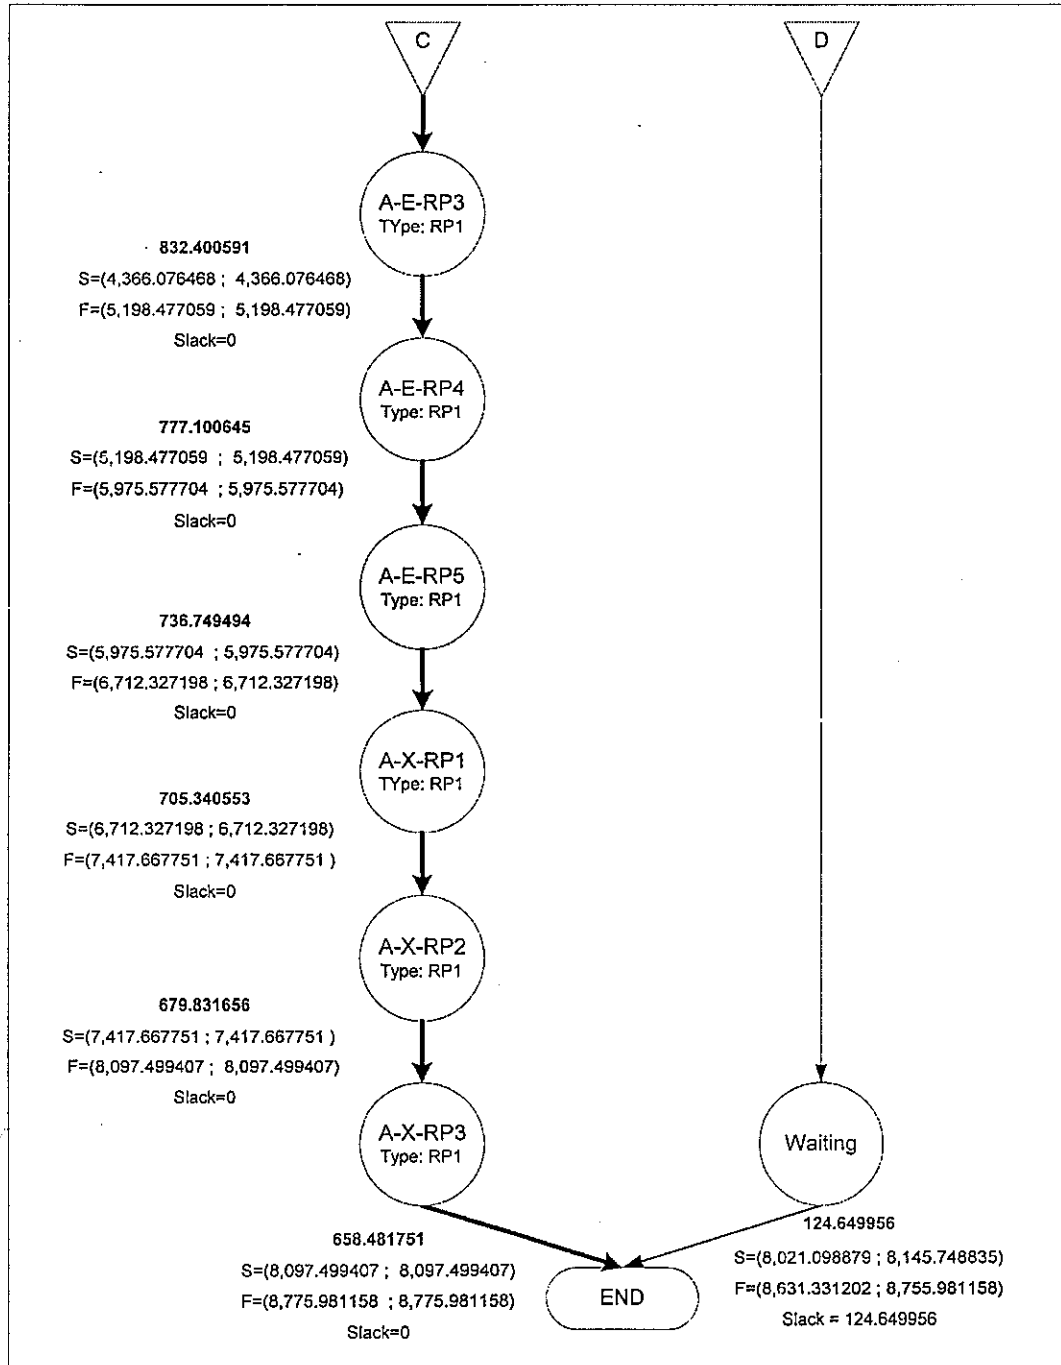 C
D
A-E-RP3
TYpe: RP1
832.400591
S=(4,366.076468 ; 4,366.076468)
F=(5,198.477059 ; 5,198.477059)
Slack=0
A-E-RP4
Type: RP1
777.100645
S=(5,198.477059 ; 5,198.477059)
F=(5,975.577704 ; 5,975.577704)
Slack=0
A-E-RP5
Type: RP1
736.749494
S=(5,975.577704 ; 5,975.577704)
F=(6,712.327198 ; 6,712.327198)
Slack=0
A-X-RP1
TYpe: RP1
705.340553
S=(6,712.327198 ; 6,712.327198)
F=(7,417.667751 ; 7,417.667751 )
Slack=0
A-X-RP2
Type: RP1
679.831656
S=(7,417.667751 ; 7,417.667751 )
F=(8,097.499407 ; 8,097.499407)
Slack=0
A-X-RP3
Type: RP1
Waiting
658.481751
S=(8,097.499407 ; 8,097.499407)
F=(8,775.981158 ; 8,775.981158)
Slack=0
END
124.649956
S=(8,021.098879 ; 8,145.748835)
F=(8,631.331202 ; 8,755.981158)
Slack = 124.649956